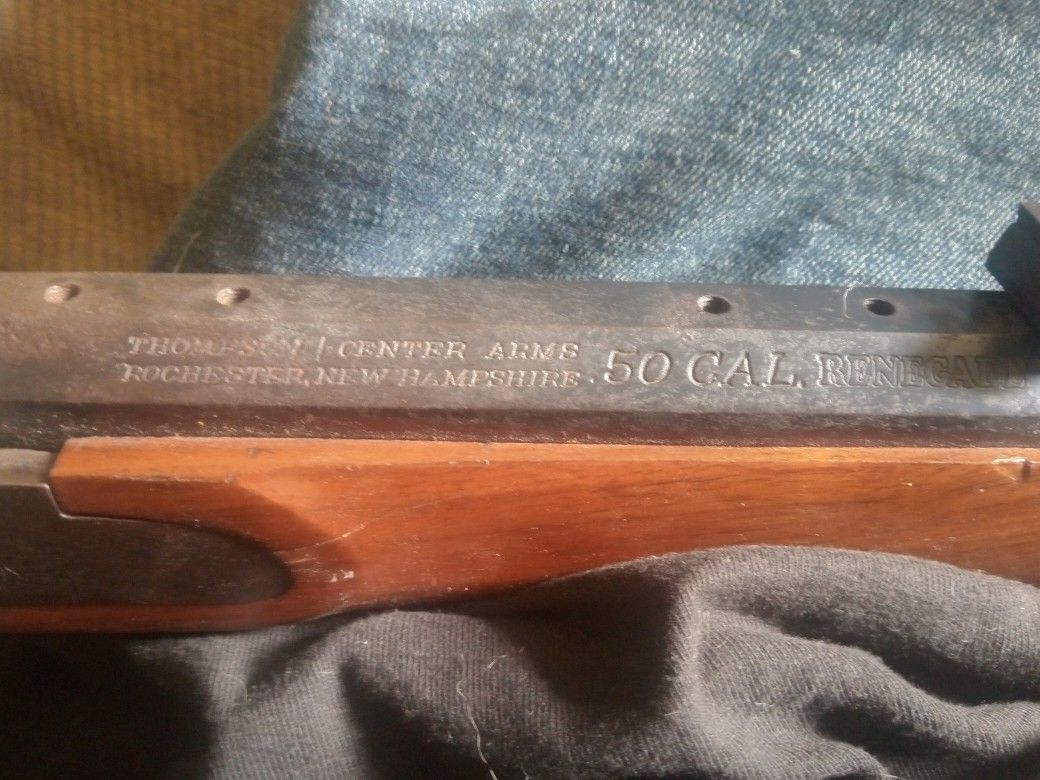 THOMPSON / CENTER ARMS
ROCHESTER, NEW HAMPSHIRE
.50 CAL. RENEGADE